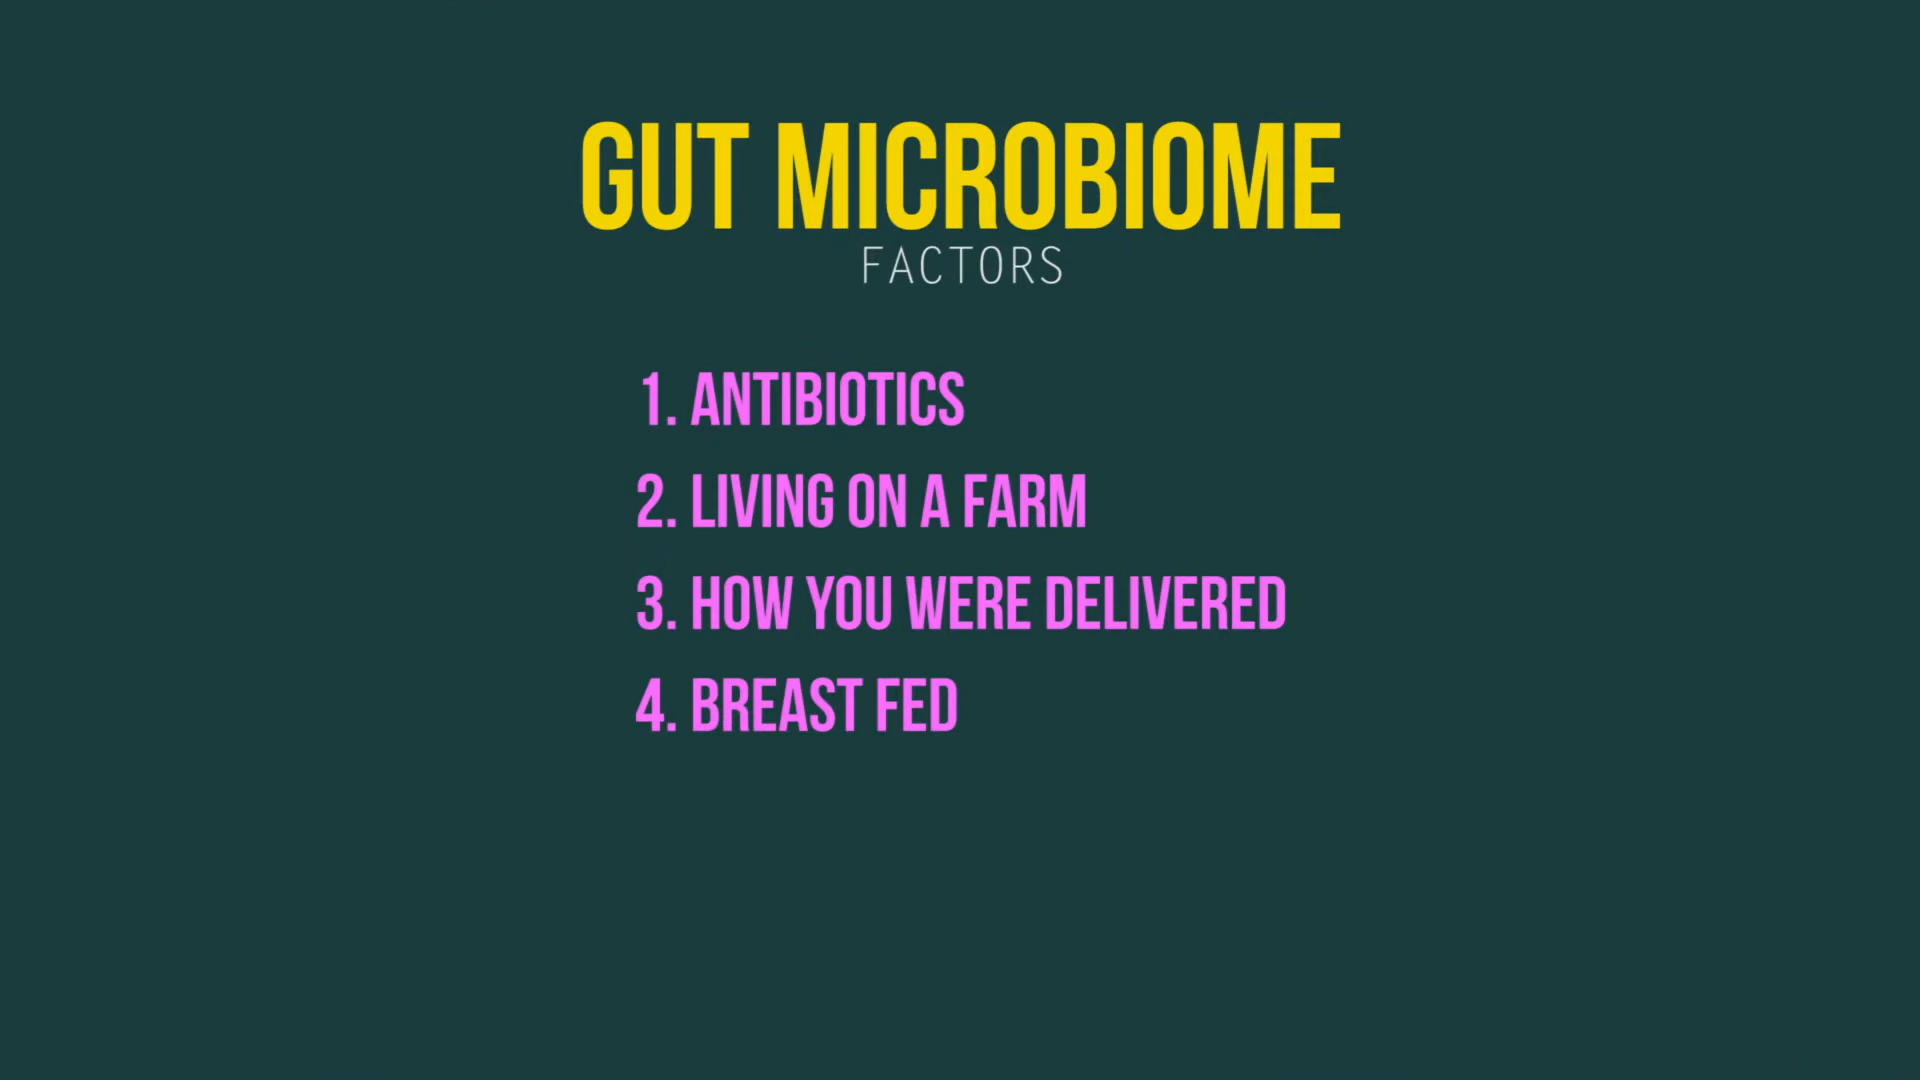 GUT MICROBIOME
FACTORS
1. ANTIBIOTICS
2. LIVING ON A FARM
3. HOW YOU WERE DELIVERED
4. BREAST FED